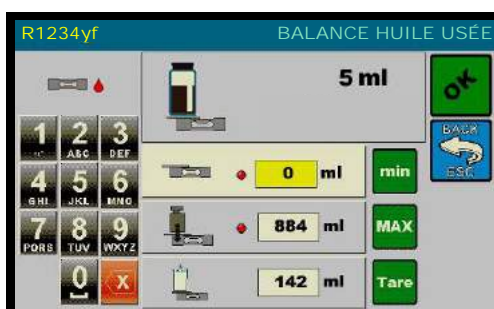 R1234yf BALANCE HUILE USÉE
5 ml
OK
BACK
ESC
1 2 ABC 3 DEF
0 ml min
4 GHI 5 JKL 6 MNO
7 PQRS 8 TUV 9 WXYZ
884 ml MAX
0 X
142 ml Tare